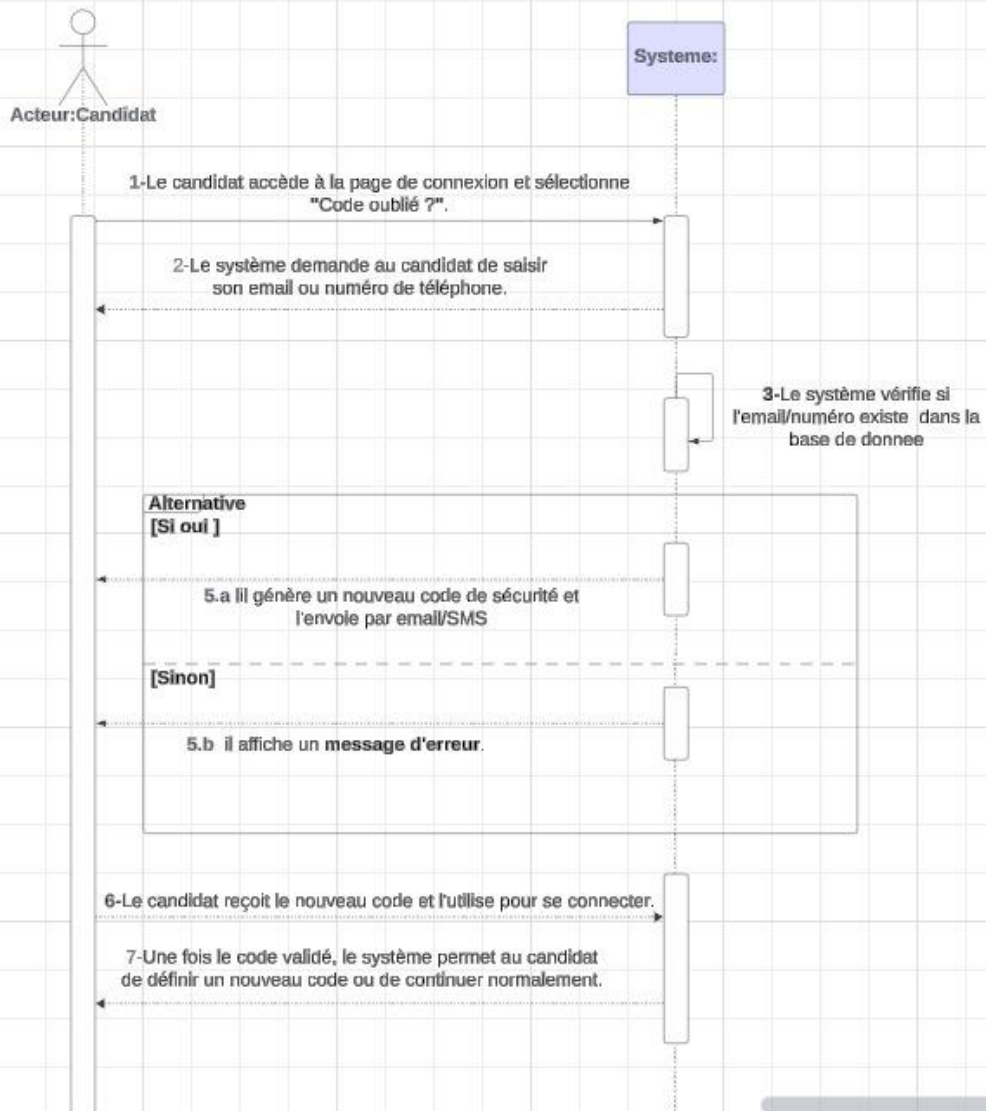 Systeme:
Acteur:Candidat
1-Le candidat accède à la page de connexion et sélectionne
"Code oublié ?".
2-Le système demande au candidat de saisir
son email ou numéro de téléphone.
3-Le système vérifie si
l'email/numéro existe dans la
base de donnee
Alternative
[Si oui ]
5.a lil génère un nouveau code de sécurité et
l'envoie par email/SMS
[Sinon]
5.b il affiche un message d'erreur.
6-Le candidat reçoit le nouveau code et l'utilise pour se connecter.
7-Une fois le code validé, le système permet au candidat
de définir un nouveau code ou de continuer normalement.